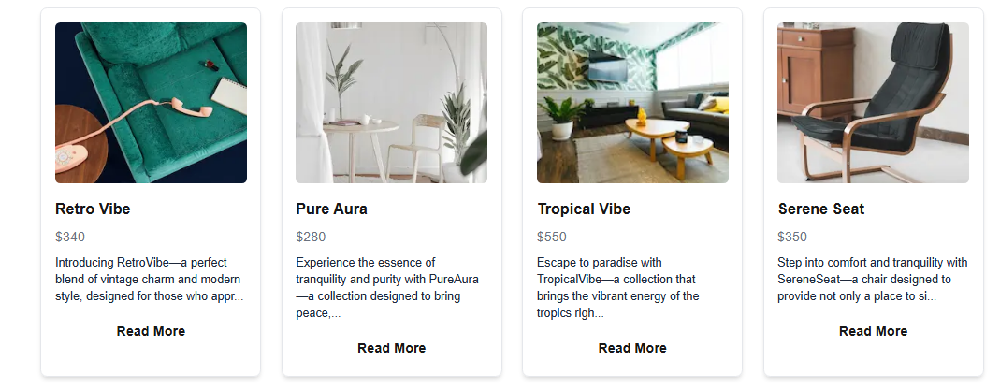 Retro Vibe
$340
Introducing RetroVibe—a perfect
blend of vintage charm and modern
style, designed for those who appr...
Read More
Pure Aura
$280
Experience the essence of
tranquility and purity with PureAura
—a collection designed to bring
peace,...
Read More
Tropical Vibe
$550
Escape to paradise with
TropicalVibe—a collection that
brings the vibrant energy of the
tropics righ...
Read More
Serene Seat
$350
Step into comfort and tranquility with
SereneSeat—a chair designed to
provide not only a place to si...
Read More